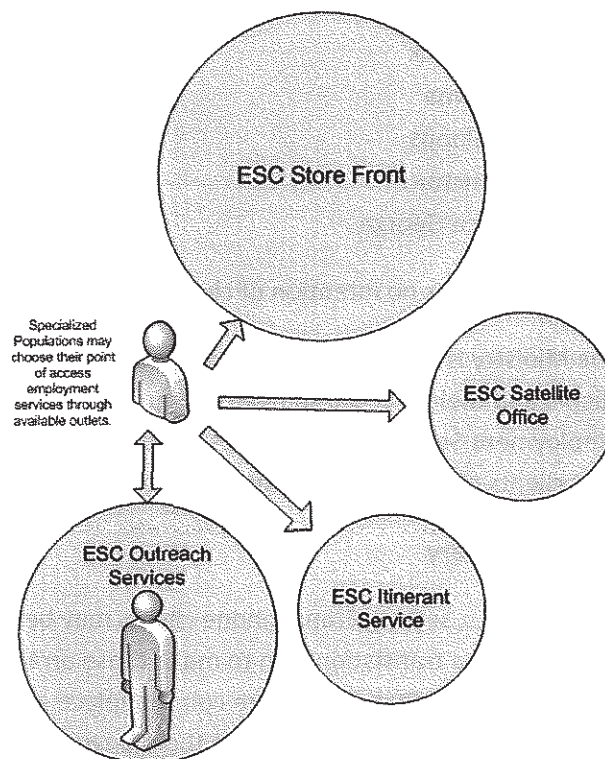 ESC Store Front
Specialized
Populations may
choose their point
of access
employment
services through
available outlets.
ESC Satellite
Office
ESC Outreach
Services
ESC Itinerant
Service